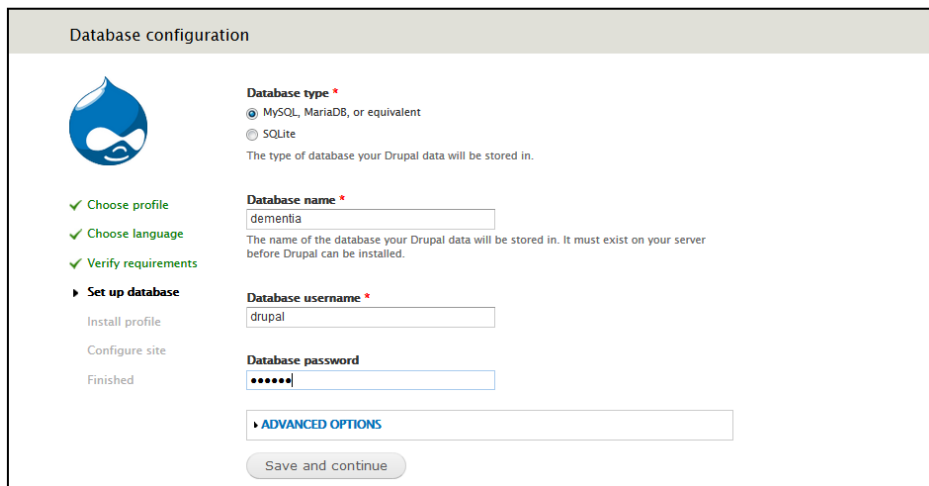 Database configuration
Database type *
MySQL, MariaDB, or equivalent
SQLite
The type of database your Drupal data will be stored in.
Choose profile
Choose language
Verify requirements
Set up database
Install profile
Configure site
Finished
Database name *
dementia
The name of the database your Drupal data will be stored in. It must exist on your server
before Drupal can be installed.
Database username *
drupal
Database password
••••••
ADVANCED OPTIONS
Save and continue